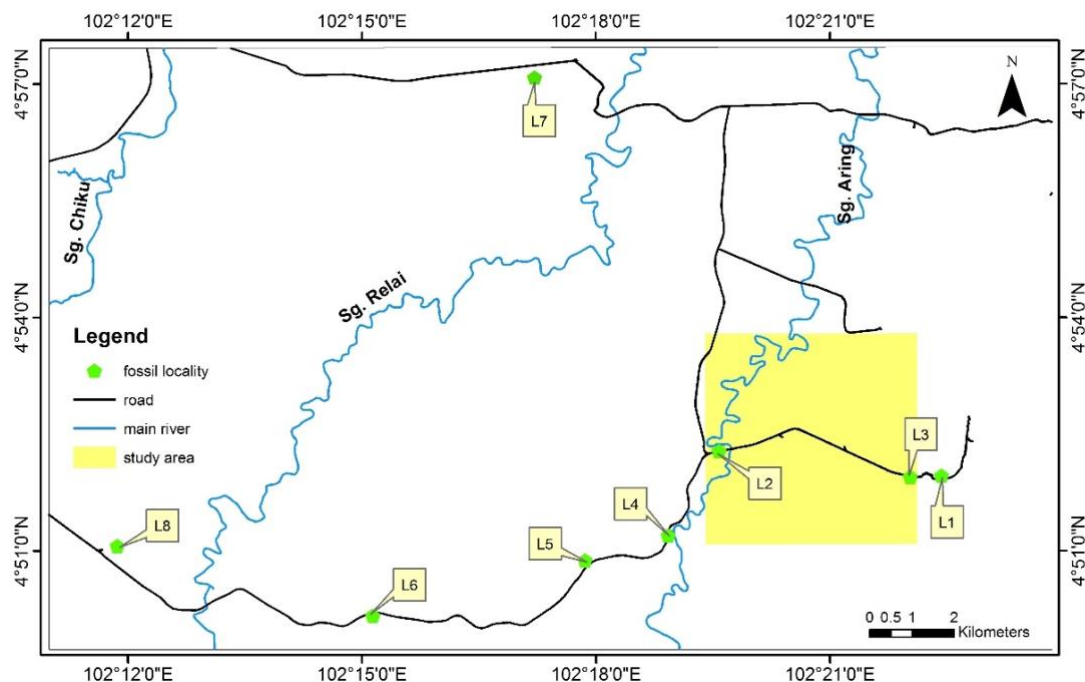 102°12'0"E 102°15'0"E 102°18'0"E 102°21'0"E
4°57'0"N 4°57'0"N
N
L7
Sg. Chiku
Sg. Aring
Sg. Relai
4°54'0"N 4°54'0"N
Legend
fossil locality
road
main river
study area
L3
L2
L1
L4
L5
L8
L6
4°51'0"N 4°51'0"N
0 0.5 1 2
Kilometers
102°12'0"E 102°15'0"E 102°18'0"E 102°21'0"E